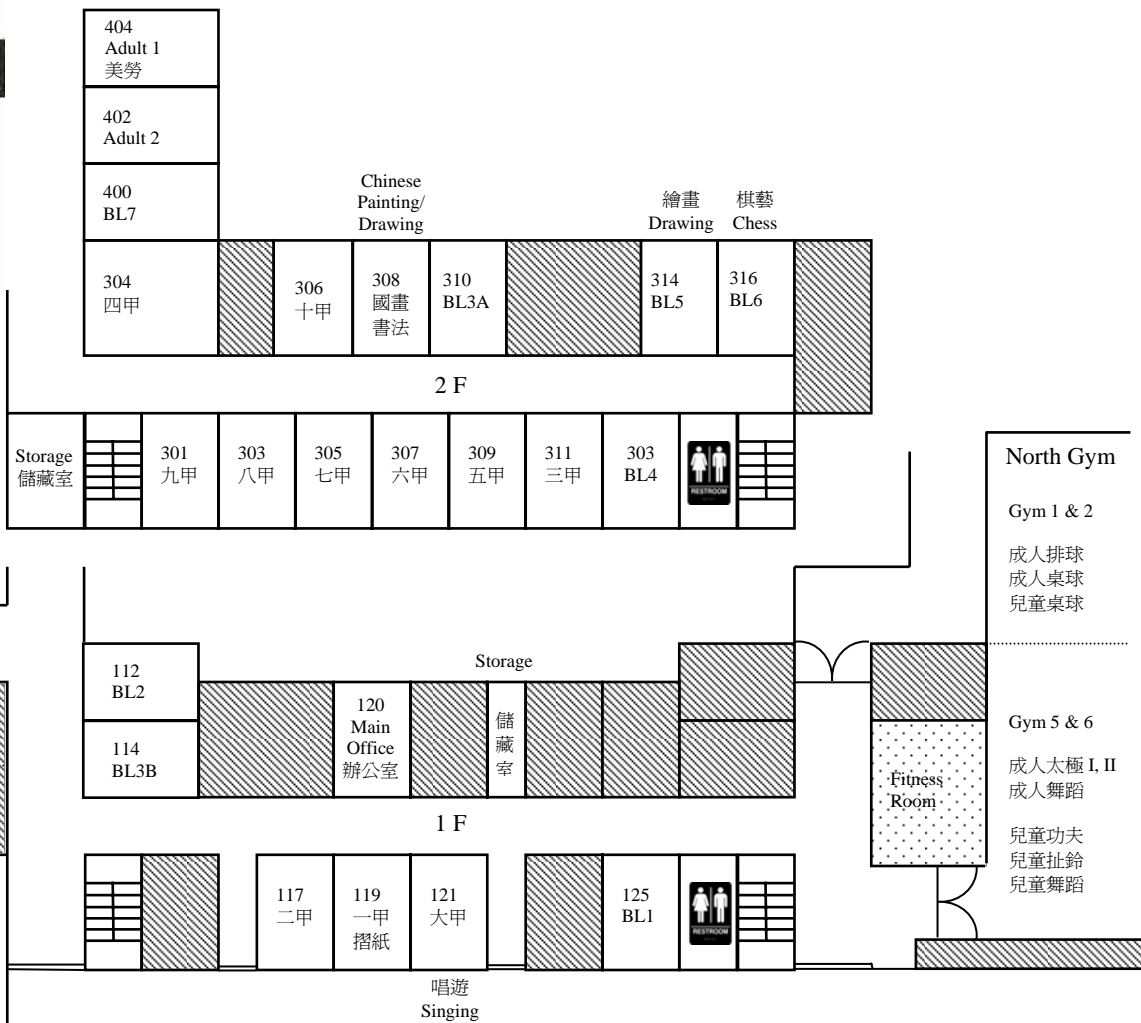 404
Adult 1
美勞
402
Adult 2
400
BL7
Chinese
Painting/
Drawing
繪畫
Drawing
棋藝
Chess
304
四甲
306
十甲
308
國畫
書法
310
BL3A
314
BL5
316
BL6
2 F
Storage
儲藏室
301
九甲
303
八甲
305
七甲
307
六甲
309
五甲
311
三甲
303
BL4
RESTROOM
North Gym
Gym 1 & 2
成人排球
成人桌球
兒童桌球
112
BL2
114
BL3B
120
Main
Office
辦公室
Storage
儲
藏
室
Fitness
Room
Gym 5 & 6
成人太極 I, II
成人舞蹈
兒童功夫
兒童扯鈴
兒童舞蹈
1 F
117
二甲
119
一甲
摺紙
121
大甲
125
BL1
RESTROOM
唱遊
Singing